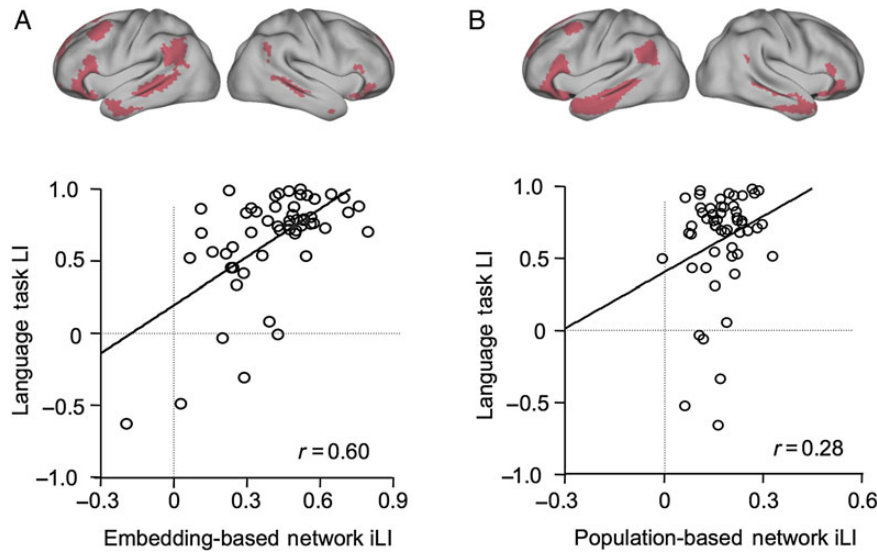 A
B
1.0
0.5
0
−0.5
−1.0
Language task LI
r = 0.60
−0.3
0
0.3
0.6
0.9
Embedding-based network iLI
1.0
0.5
0
−0.5
−1.0
Language task LI
r = 0.28
−0.3
0
0.3
0.6
Population-based network iLI